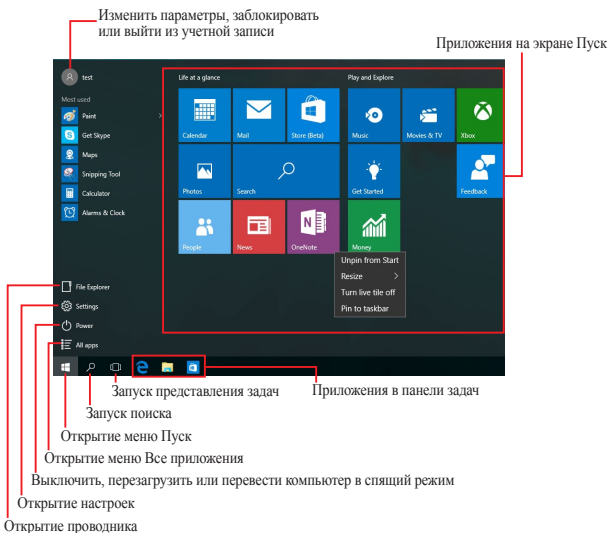 Изменить параметры, заблокировать
или выйти из учетной записи
Приложения на экране Пуск
test
Life at a glance
Play and Explore
Most used
Paint
Get Skype
Maps
Snipping Tool
Calculator
Alarms & Clock
Calendar
Mail
Store (Beta)
Music
Movies & TV
Xbox
Photos
Search
Get Started
Feedback
People
News
OneNote
Money
Unpin from Start
Resize
Turn live tile off
Pin to taskbar
File Explorer
Settings
Power
All apps
Запуск представления задач
Приложения в панели задач
Запуск поиска
Открытие меню Пуск
Открытие меню Все приложения
Выключить, перезагрузить или перевести компьютер в спящий режим
Открытие настроек
Открытие проводника